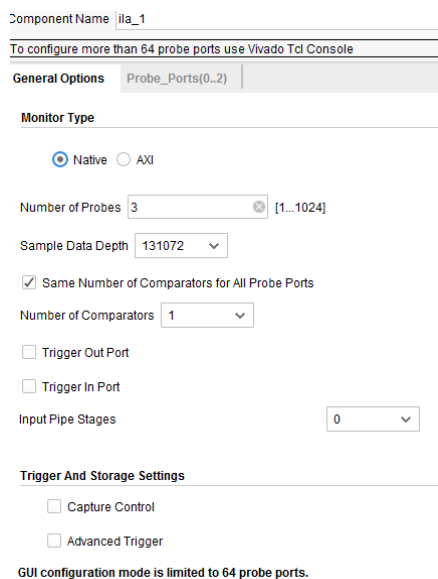 Component Name ila_1
To configure more than 64 probe ports use Vivado Tcl Console
General Options Probe_Ports(0..2)
Monitor Type
Native AXI
Number of Probes 3 [1...1024]
Sample Data Depth 131072
Same Number of Comparators for All Probe Ports
Number of Comparators 1
Trigger Out Port
Trigger In Port
Input Pipe Stages 0
Trigger And Storage Settings
Capture Control
Advanced Trigger
GUI configuration mode is limited to 64 probe ports.